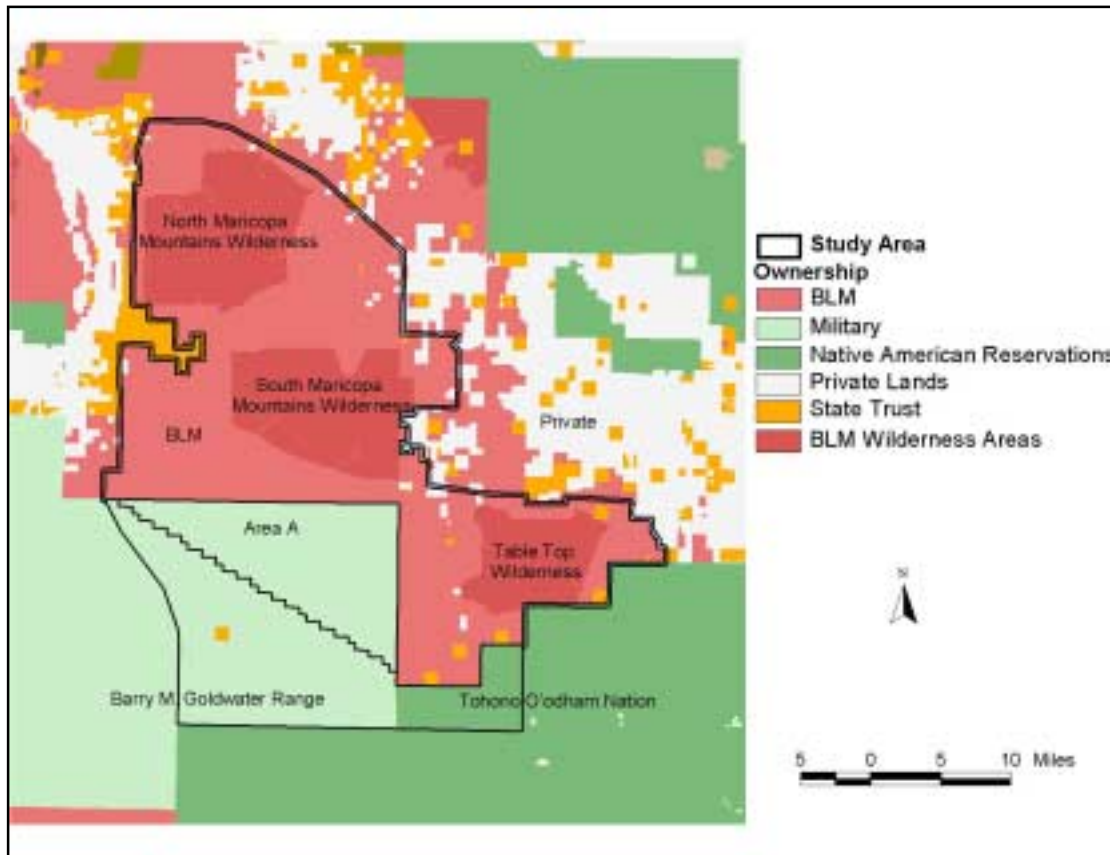 North Maricopa
Mountains Wilderness
South Maricopa
Mountains Wilderness
BLM
Private
Area A
Table Top
Wilderness
Barry M. Goldwater Range
Tohono O'odham Nation
Study Area
Ownership
BLM
Military
Native American Reservations
Private Lands
State Trust
BLM Wilderness Areas
N
5 0 5 10 Miles